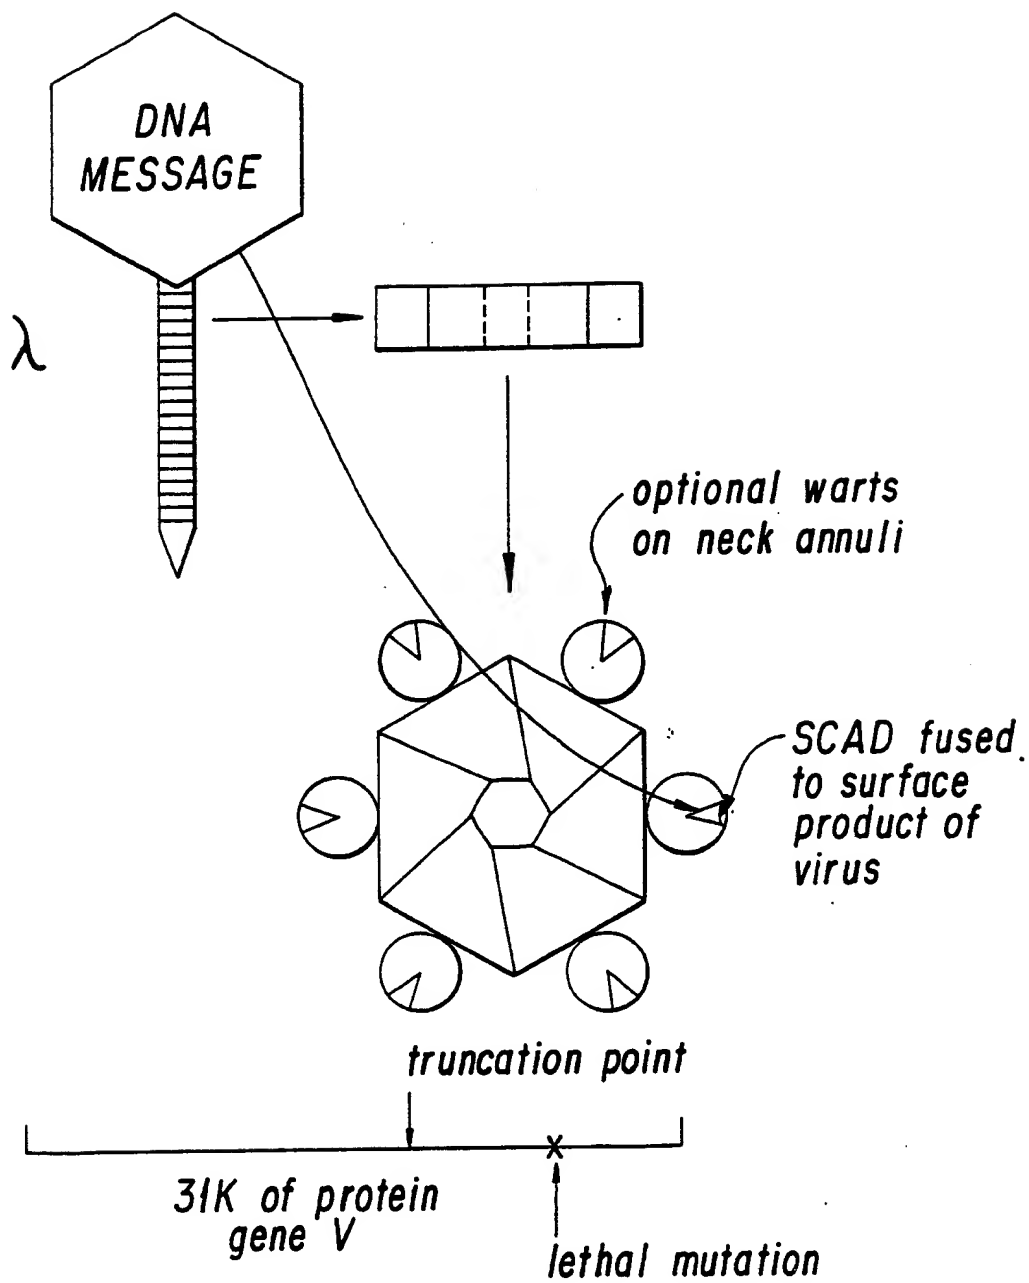 DNA
MESSAGE
λ
optional warts
on neck annuli
SCAD fused
to surface
product of
virus
truncation point
X
31K of protein
gene V
lethal mutation